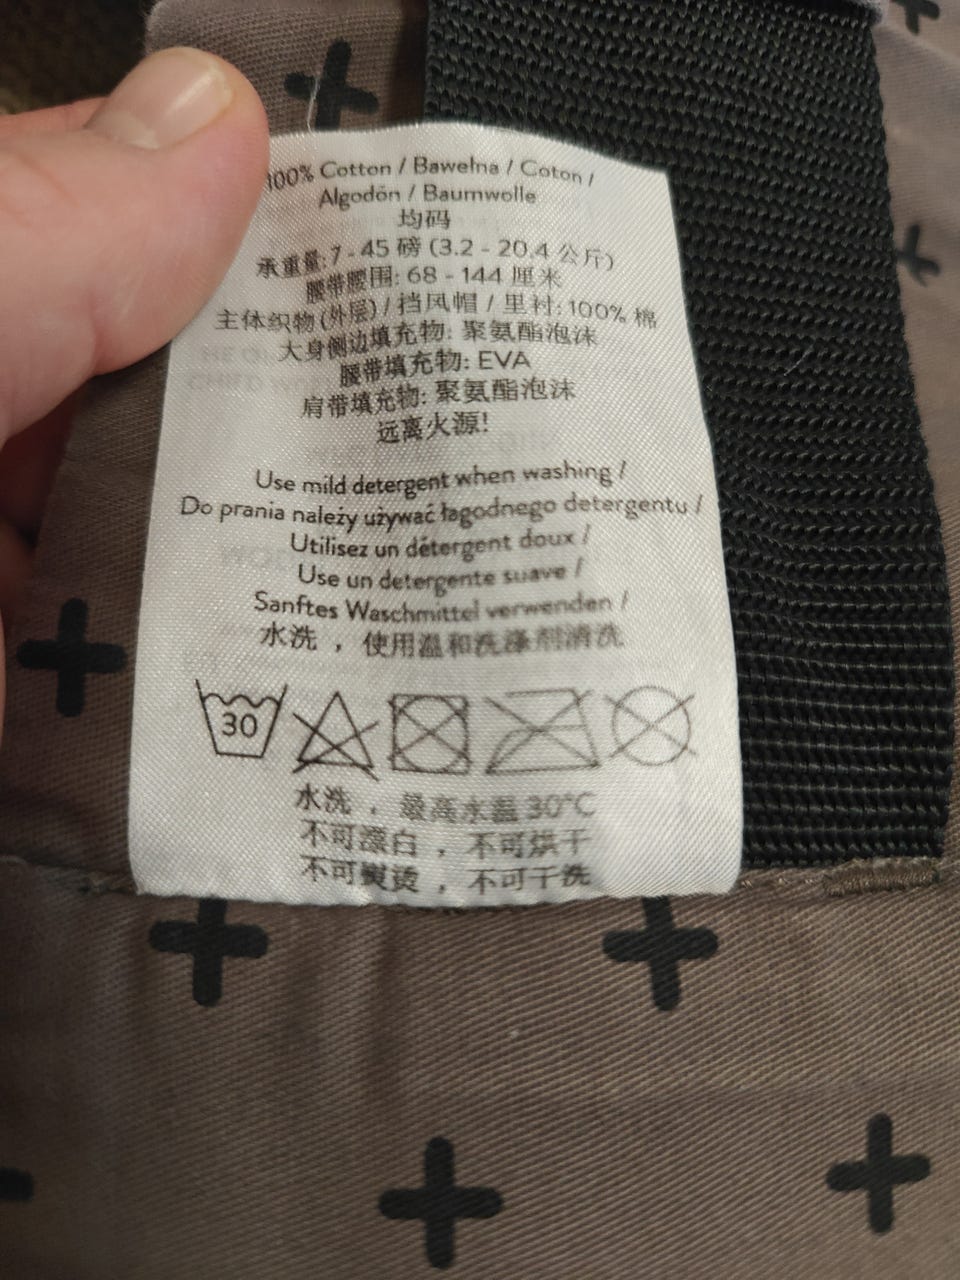 100% Cotton / Bawełna / Coton /
Algodón / Baumwolle
均码
承重量: 7 - 45 磅 (3.2 - 20.4 公斤)
腰带腰围: 68 - 144 厘米
主体织物 (外层) / 挡风帽 / 里衬: 100% 棉
大身侧边填充物: 聚氨酯泡沫
腰带填充物: EVA
肩带填充物: 聚氨酯泡沫
远离火源!
Use mild detergent when washing /
Do prania należy używać łagodnego detergentu /
Utilisez un détergent doux /
Use un detergente suave /
Sanftes Waschmittel verwenden /
水洗，使用温和洗涤剂清洗
30
水洗，最高水温 30°C
不可漂白，不可烘干
不可熨烫，不可干洗